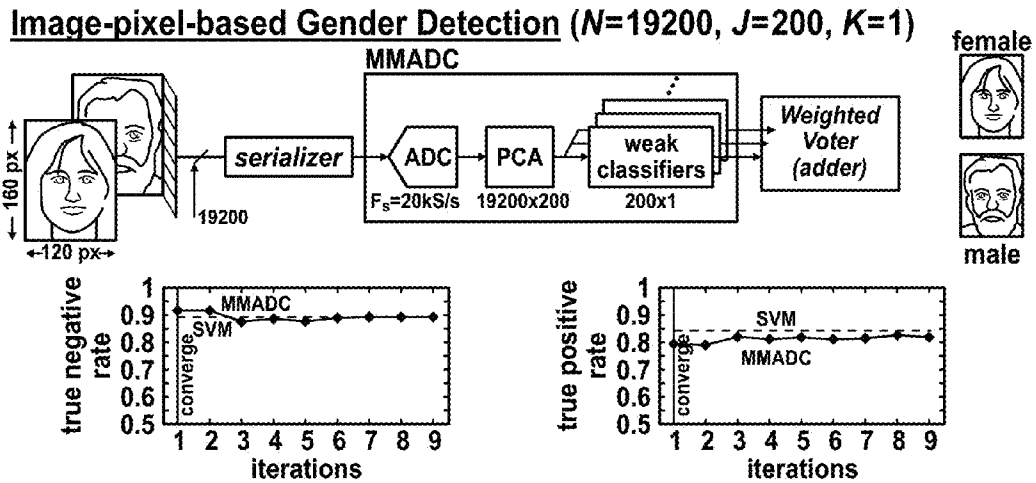 Image-pixel-based Gender Detection (N=19200, J=200, K=1)
MMADC
female
160 px
120 px
19200
serializer
ADC
Fs=20kS/s
PCA
19200x200
weak
classifiers
200x1
Weighted
Voter
(adder)
male
true negative
rate
1
0.9
0.8
0.7
0.6
0.5
MMADC
SVM
converge
1 2 3 4 5 6 7 8 9
iterations
true positive
rate
1
0.9
0.8
0.7
0.6
0.5
SVM
MMADC
converge
1 2 3 4 5 6 7 8 9
iterations